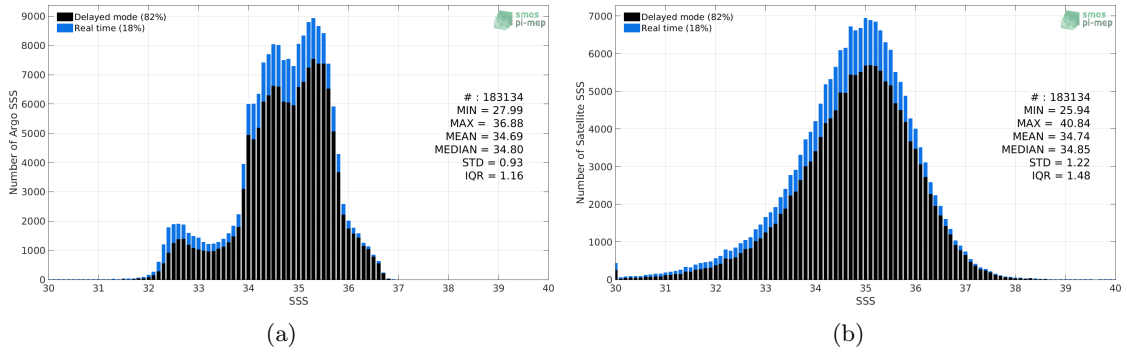 Delayed mode (82%)
Real time (18%)
smos
pi-mep
9000
8000
7000
6000
5000
4000
3000
2000
1000
0
Number of Argo SSS
# : 183134
MIN = 27.99
MAX = 36.88
MEAN = 34.69
MEDIAN = 34.80
STD = 0.93
IQR = 1.16
30 31 32 33 34 35 36 37 38 39 40
SSS
(a)
Delayed mode (82%)
Real time (18%)
smos
pi-mep
7000
6000
5000
4000
3000
2000
1000
0
Number of Satellite SSS
# : 183134
MIN = 25.94
MAX = 40.84
MEAN = 34.74
MEDIAN = 34.85
STD = 1.22
IQR = 1.48
30 31 32 33 34 35 36 37 38 39 40
SSS
(b)